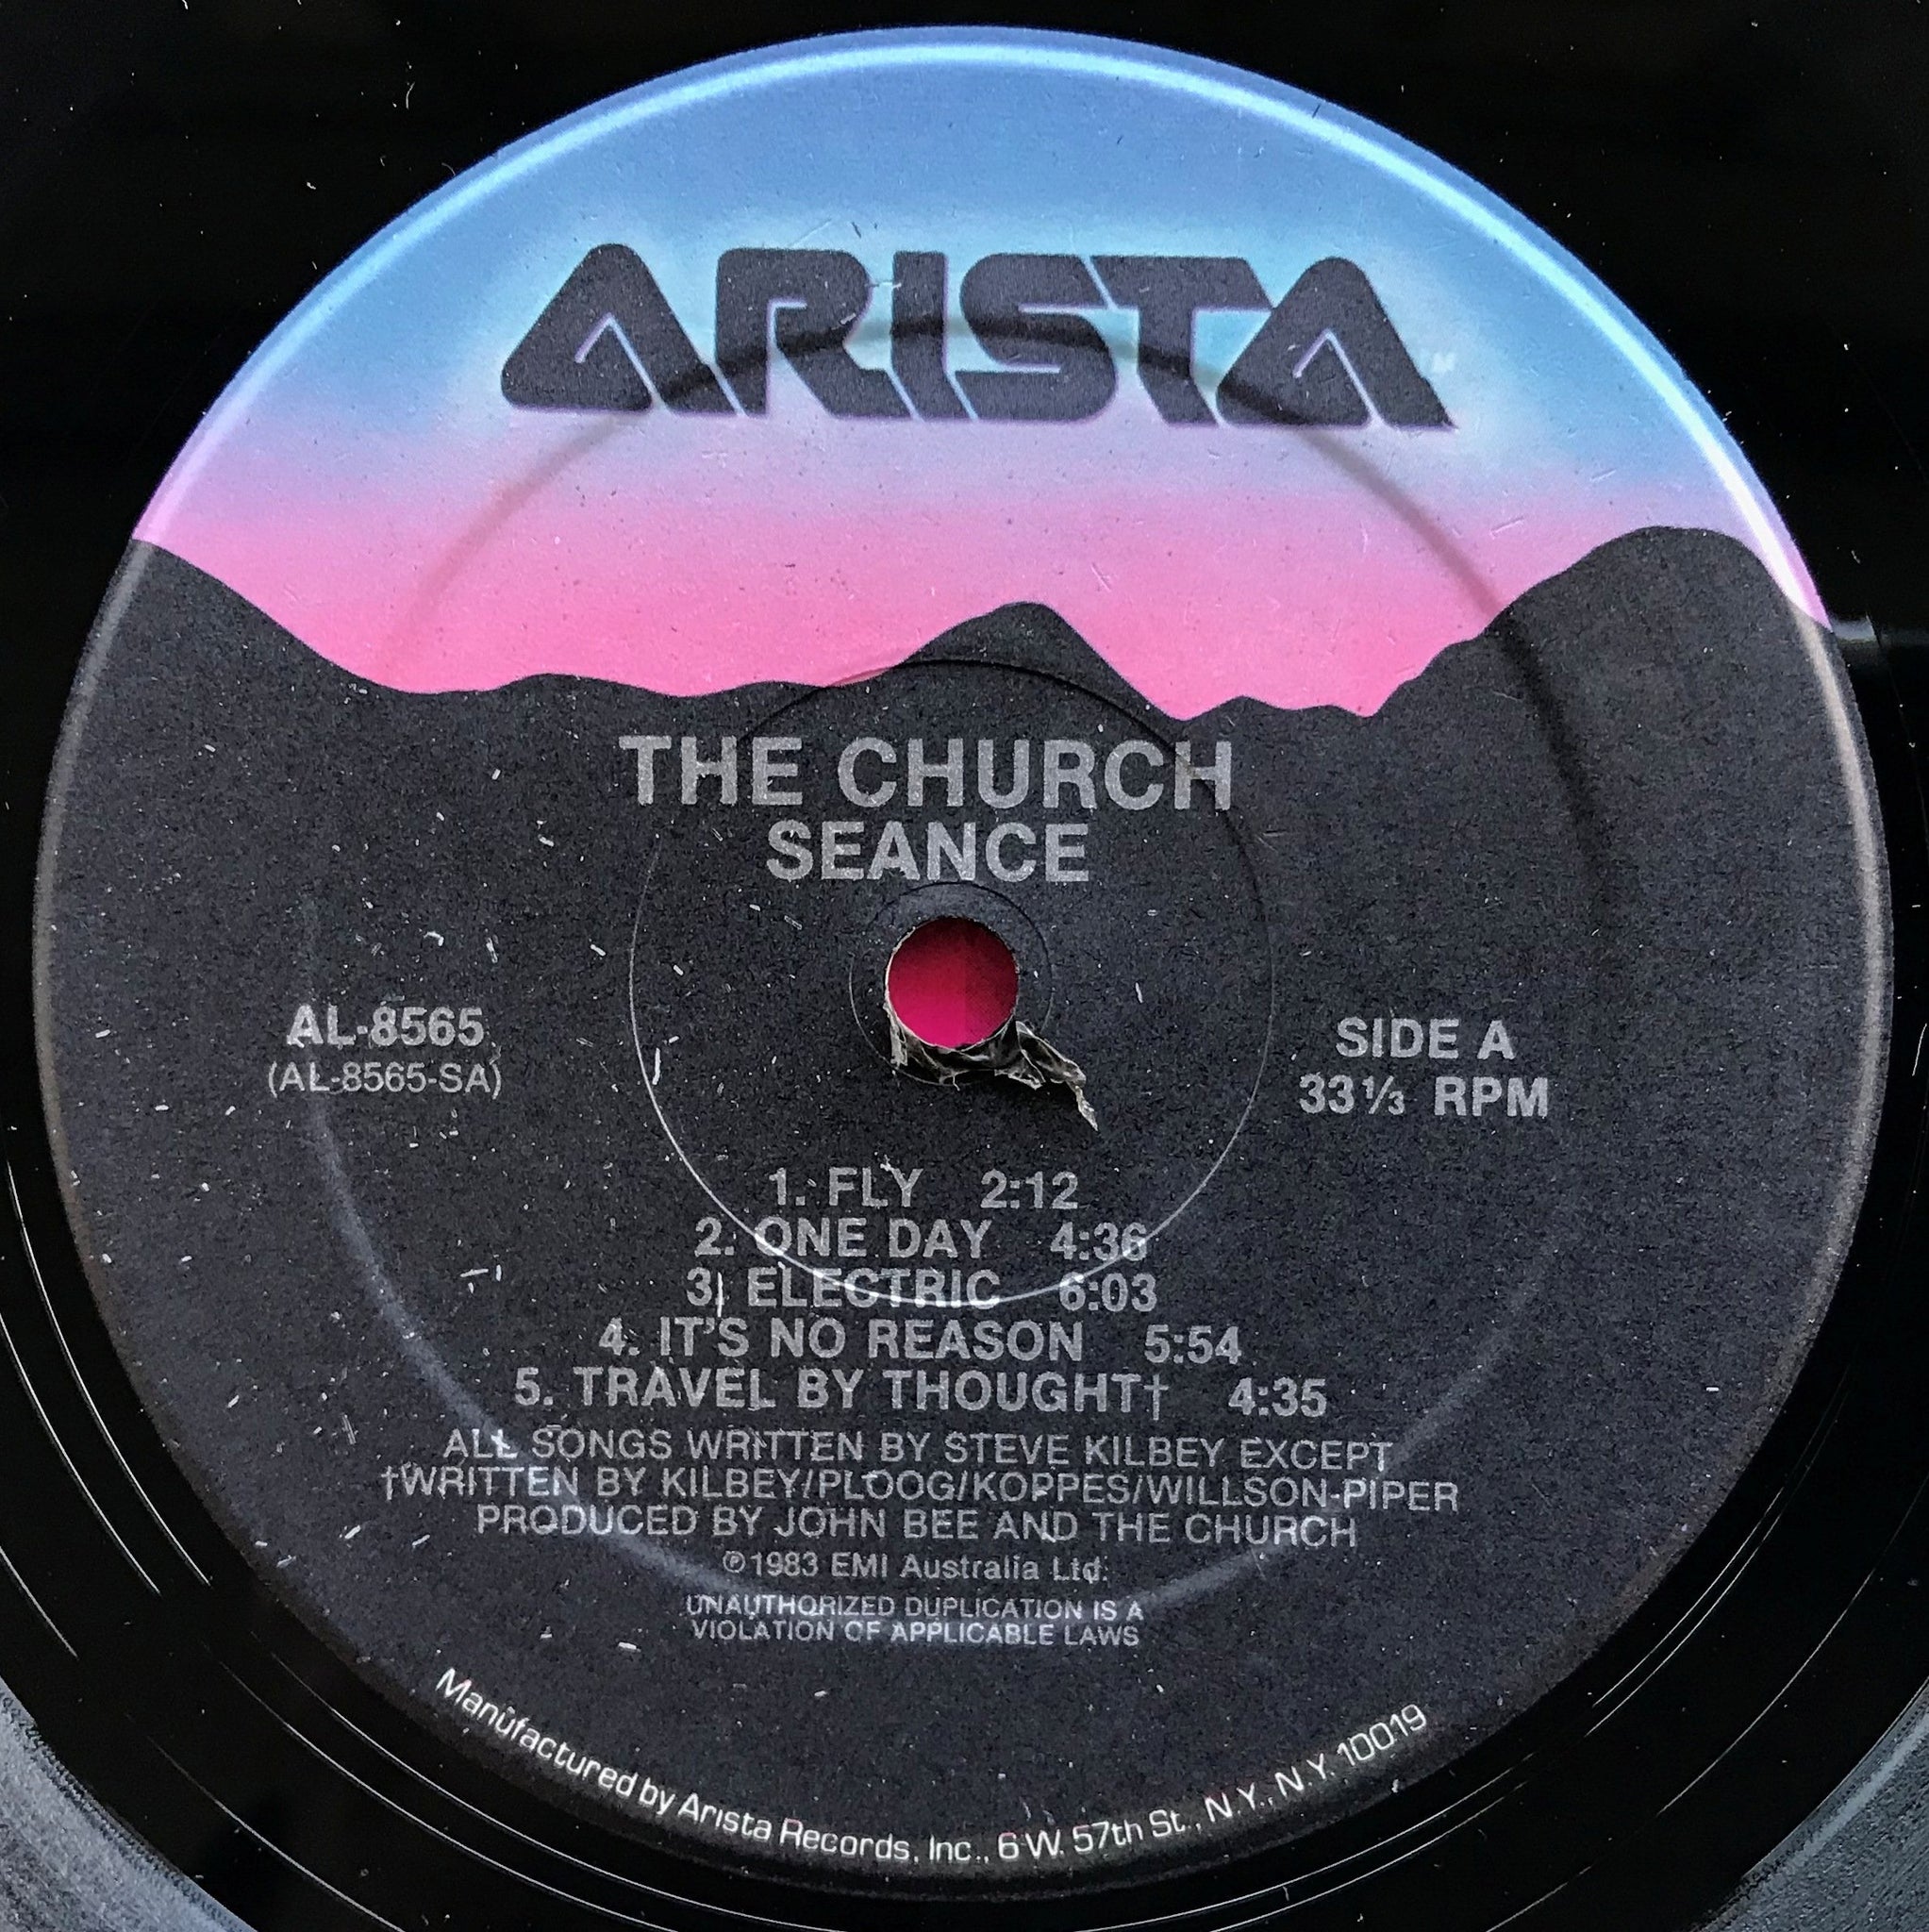 ARISTA
THE CHURCH
SEANCE
AL-8565
(AL-8565-SA)
SIDE A
33 1/3 RPM
1. FLY 2:12
2. ONE DAY 4:36
3. ELECTRIC 6:03
4. IT'S NO REASON 5:54
5. TRAVEL BY THOUGHT† 4:35
ALL SONGS WRITTEN BY STEVE KILBEY EXCEPT
†WRITTEN BY KILBEY/PLOOG/KOPPES/WILLSON-PIPER
PRODUCED BY JOHN BEE AND THE CHURCH
℗1983 EMI Australia Ltd.
UNAUTHORIZED DUPLICATION IS A
VIOLATION OF APPLICABLE LAWS
Manufactured by Arista Records, Inc., 6 W. 57th St., N.Y., N.Y. 10019